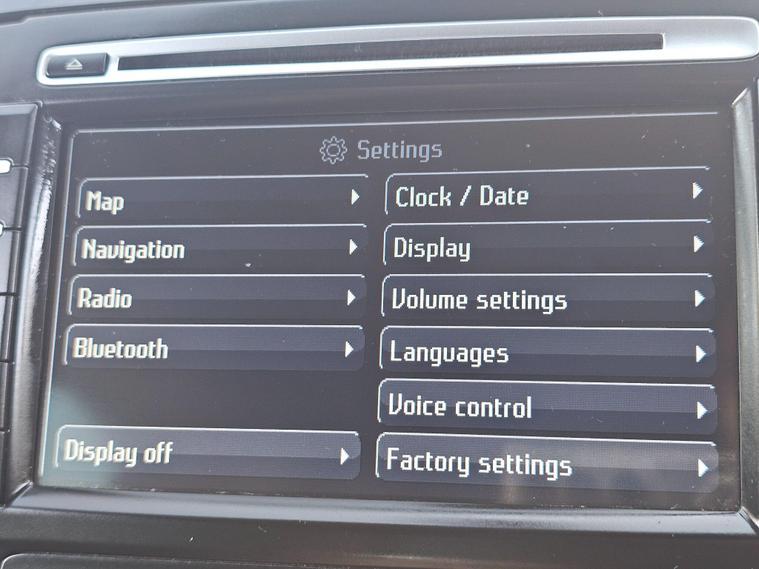 Settings
Map
Navigation
Radio
Bluetooth
Display off
Clock / Date
Display
Volume settings
Languages
Voice control
Factory settings